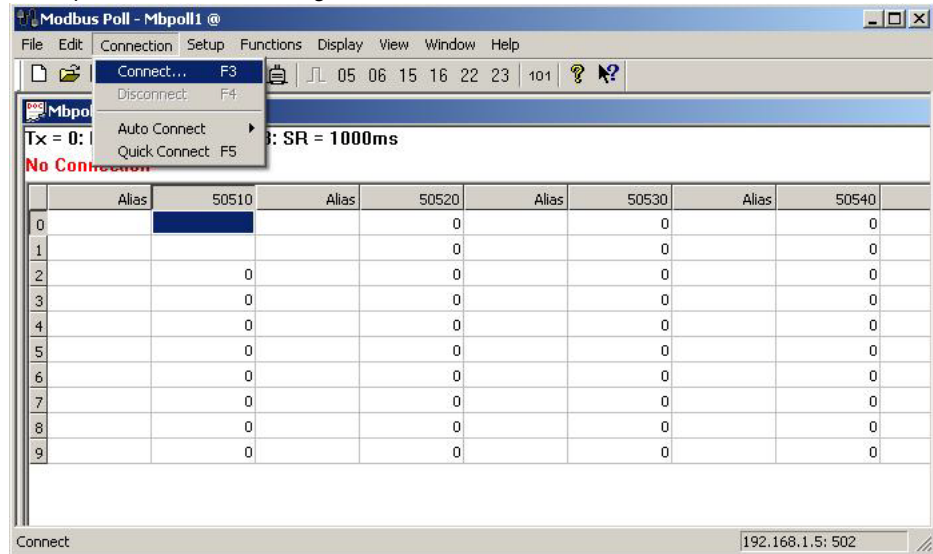 Modbus Poll - Mbpoll1 @
File Edit Connection Setup Functions Display View Window Help
Connect... F3
05 06 15 16 22 23 101
Disconnect F4
Auto Connect
Quick Connect F5
Tx = 0: : SR = 1000ms
No
Alias 50510 Alias 50520 Alias 50530 Alias 50540
0 0 0 0
1 0 0 0
2 0 0 0 0
3 0 0 0 0
4 0 0 0 0
5 0 0 0 0
6 0 0 0 0
7 0 0 0 0
8 0 0 0 0
9 0 0 0 0
Connect 192.168.1.5: 502